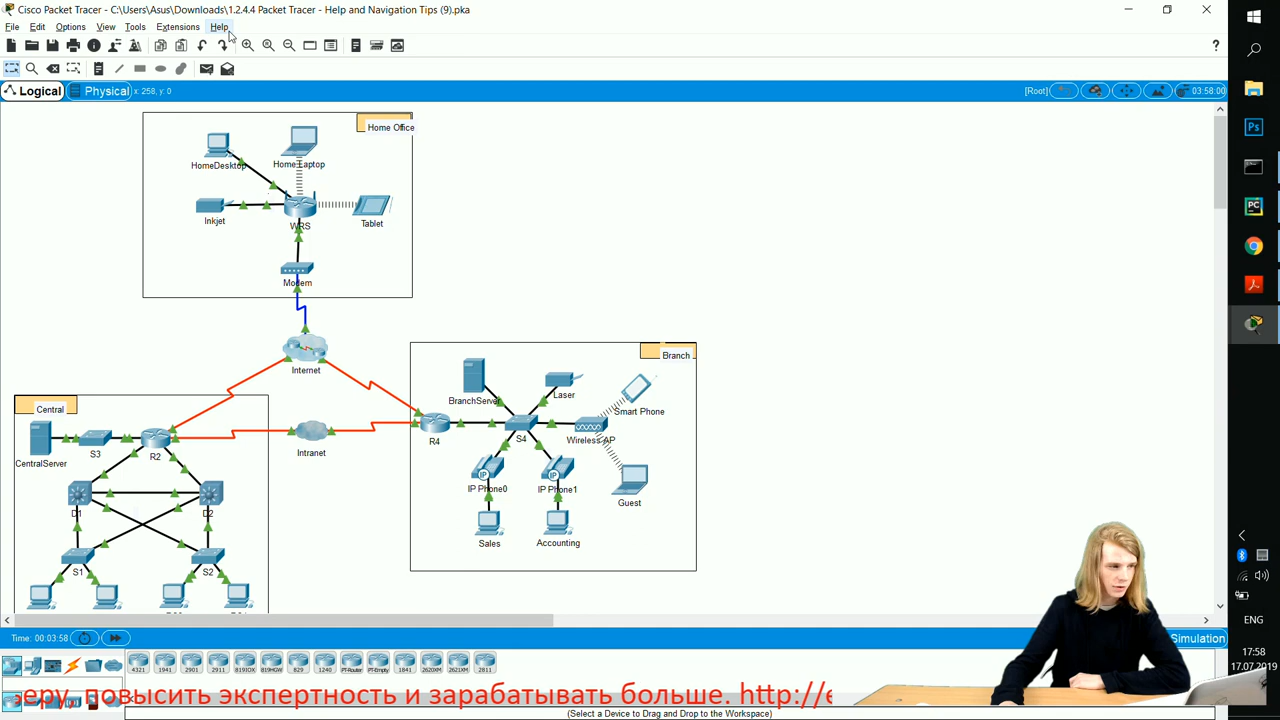 Cisco Packet Tracer - C:\Users\Asus\Downloads\1.2.4.4 Packet Tracer - Help and Navigation Tips (9).pka
File Edit Options View Tools Extensions Help
?
Logical Physical x: 258, y: 0
[Root] 03:58:00
Home Office
HomeDesktop
Home Laptop
Inkjet
WRS
Tablet
Modem
Internet
Branch
BranchServer
Laser
Smart Phone
R4
S4
Wireless AP
Intranet
Central
CentralServer
S3
R2
IP Phone0
IP Phone1
Guest
D1
D2
Sales
Accounting
S1
S2
Time: 00:03:58
Simulation
4321 1941 2901 2911 819IOX 819HGW 829 1240 PT-Router PT-Empty 1841 2620XM 2621XM 2811
повысить экспертность и зарабатывать больше. http://
(Select a Device to Drag and Drop to the Workspace)
Ps
PC
ENG
17:58
17.07.2019